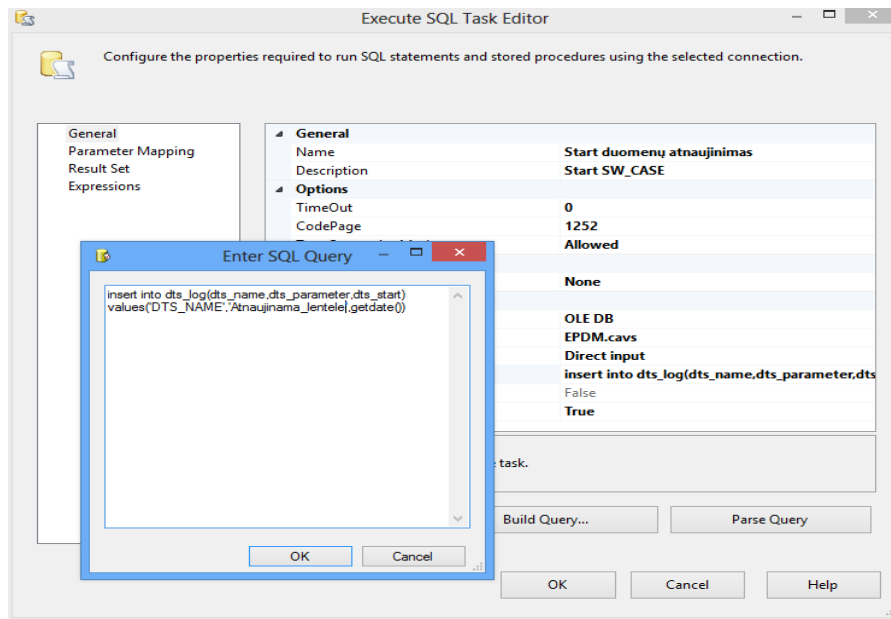 Execute SQL Task Editor
Configure the properties required to run SQL statements and stored procedures using the selected connection.
General
Parameter Mapping
Result Set
Expressions
General
Name Start duomenų atnaujinimas
Description Start SW_CASE
Options
TimeOut 0
CodePage 1252
Allowed
None
OLE DB
EPDM.cavs
Direct input
insert into dts_log(dts_name,dts_parameter,dts
False
True
Enter SQL Query
insert into dts_log(dts_name,dts_parameter,dts_start)
values('DTS_NAME','Atnaujinama_lentele',getdate())
OK Cancel
task.
Build Query... Parse Query
OK Cancel Help